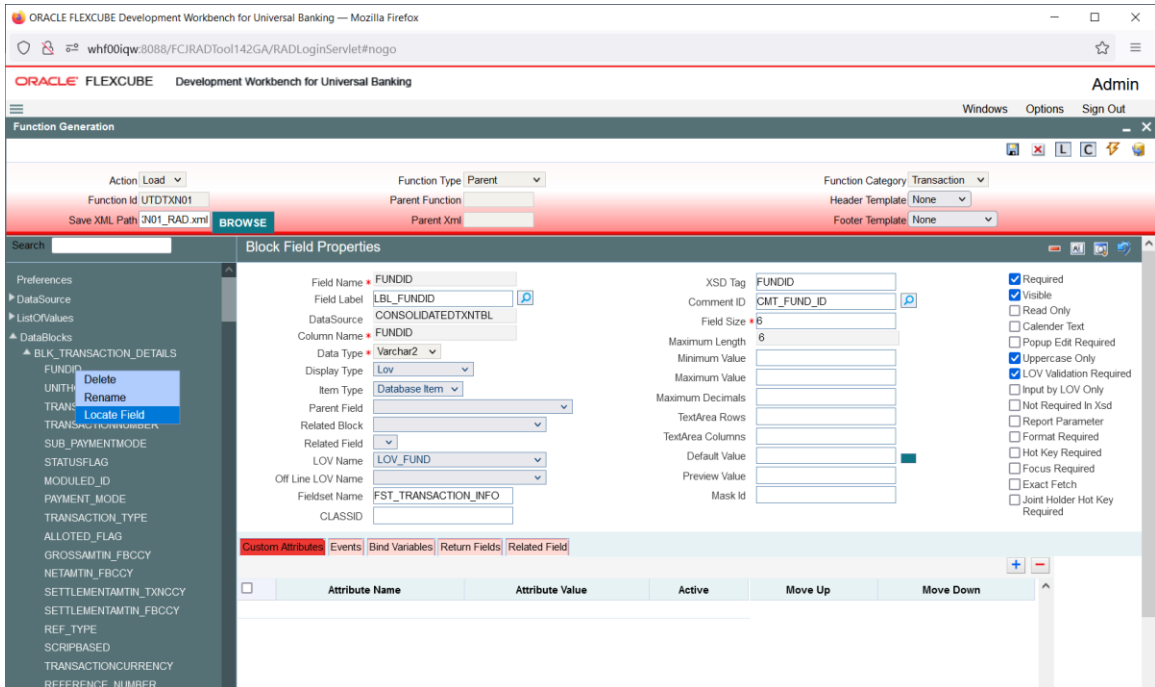 ORACLE FLEXCUBE Development Workbench for Universal Banking — Mozilla Firefox
whf00iqw:8088/FCJRADTool142GA/RADLoginServlet#nogo
ORACLE FLEXCUBE Development Workbench for Universal Banking Admin
Windows Options Sign Out
Function Generation
L C
Action Load Function Type Parent Function Category Transaction
Function Id UTDTXN01 Parent Function Header Template None
Save XML Path :N01_RAD.xml BROWSE Parent Xml Footer Template None
Search
Preferences
DataSource
ListOfValues
DataBlocks
BLK_TRANSACTION_DETAILS
FUNDID
UNITH
TRANS
TRANSACTIONNUMBER
SUB_PAYMENTMODE
STATUSFLAG
MODULED_ID
PAYMENT_MODE
TRANSACTION_TYPE
ALLOTED_FLAG
GROSSAMTIN_FBCCY
NETAMTIN_FBCCY
SETTLEMENTAMTIN_TXNCCY
SETTLEMENTAMTIN_FBCCY
REF_TYPE
SCRIPBASED
TRANSACTIONCURRENCY
REFERENCE_NUMBER
Delete
Rename
Locate Field
Block Field Properties
Field Name * FUNDID
Field Label LBL_FUNDID
DataSource CONSOLIDATEDTXNTBL
Column Name * FUNDID
Data Type * Varchar2
Display Type Lov
Item Type Database Item
Parent Field
Related Block
Related Field
LOV Name LOV_FUND
Off Line LOV Name
Fieldset Name FST_TRANSACTION_INFO
CLASSID
XSD Tag FUNDID
Comment ID CMT_FUND_ID
Field Size * 6
Maximum Length 6
Minimum Value
Maximum Value
Maximum Decimals
TextArea Rows
TextArea Columns
Default Value
Preview Value
Mask Id
Required
Visible
Read Only
Calender Text
Popup Edit Required
Uppercase Only
LOV Validation Required
Input by LOV Only
Not Required In Xsd
Report Parameter
Format Required
Hot Key Required
Focus Required
Exact Fetch
Joint Holder Hot Key
Required
Custom Attributes Events Bind Variables Return Fields Related Field
Attribute Name Attribute Value Active Move Up Move Down